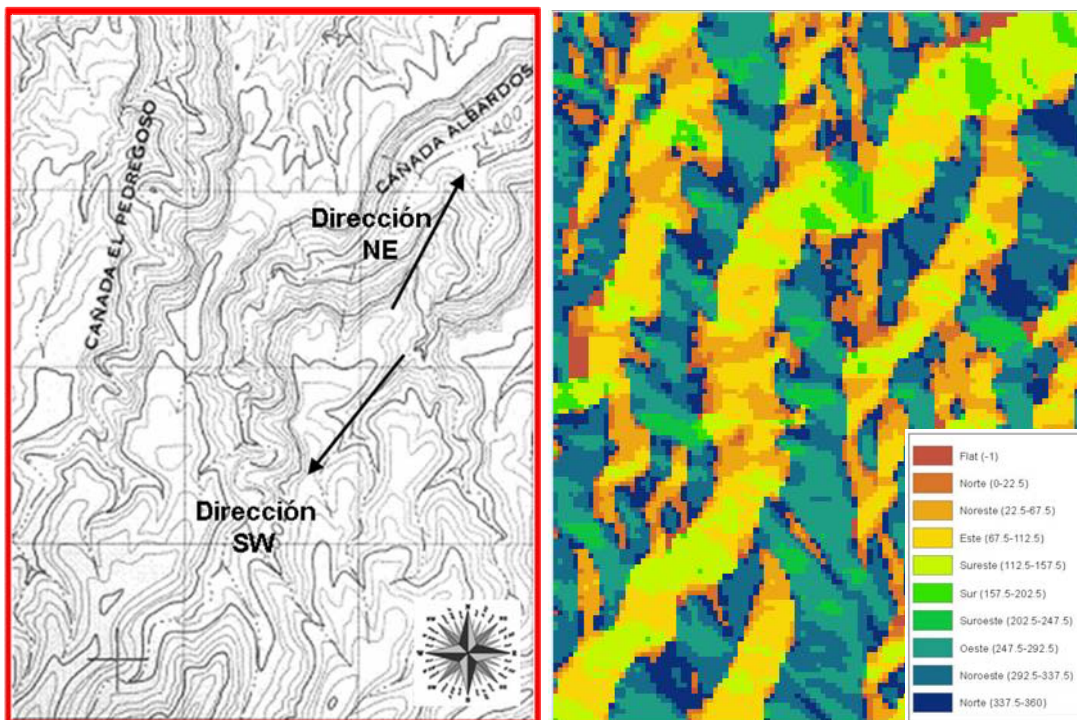 CAÑADA EL PEDREGOSO
CAÑADA ALBARDOS
1400
Dirección
NE
Dirección
SW
Flat (-1)
Norte (0-22.5)
Noreste (22.5-67.5)
Este (67.5-112.5)
Sureste (112.5-157.5)
Sur (157.5-202.5)
Suroeste (202.5-247.5)
Oeste (247.5-292.5)
Noroeste (292.5-337.5)
Norte (337.5-360)